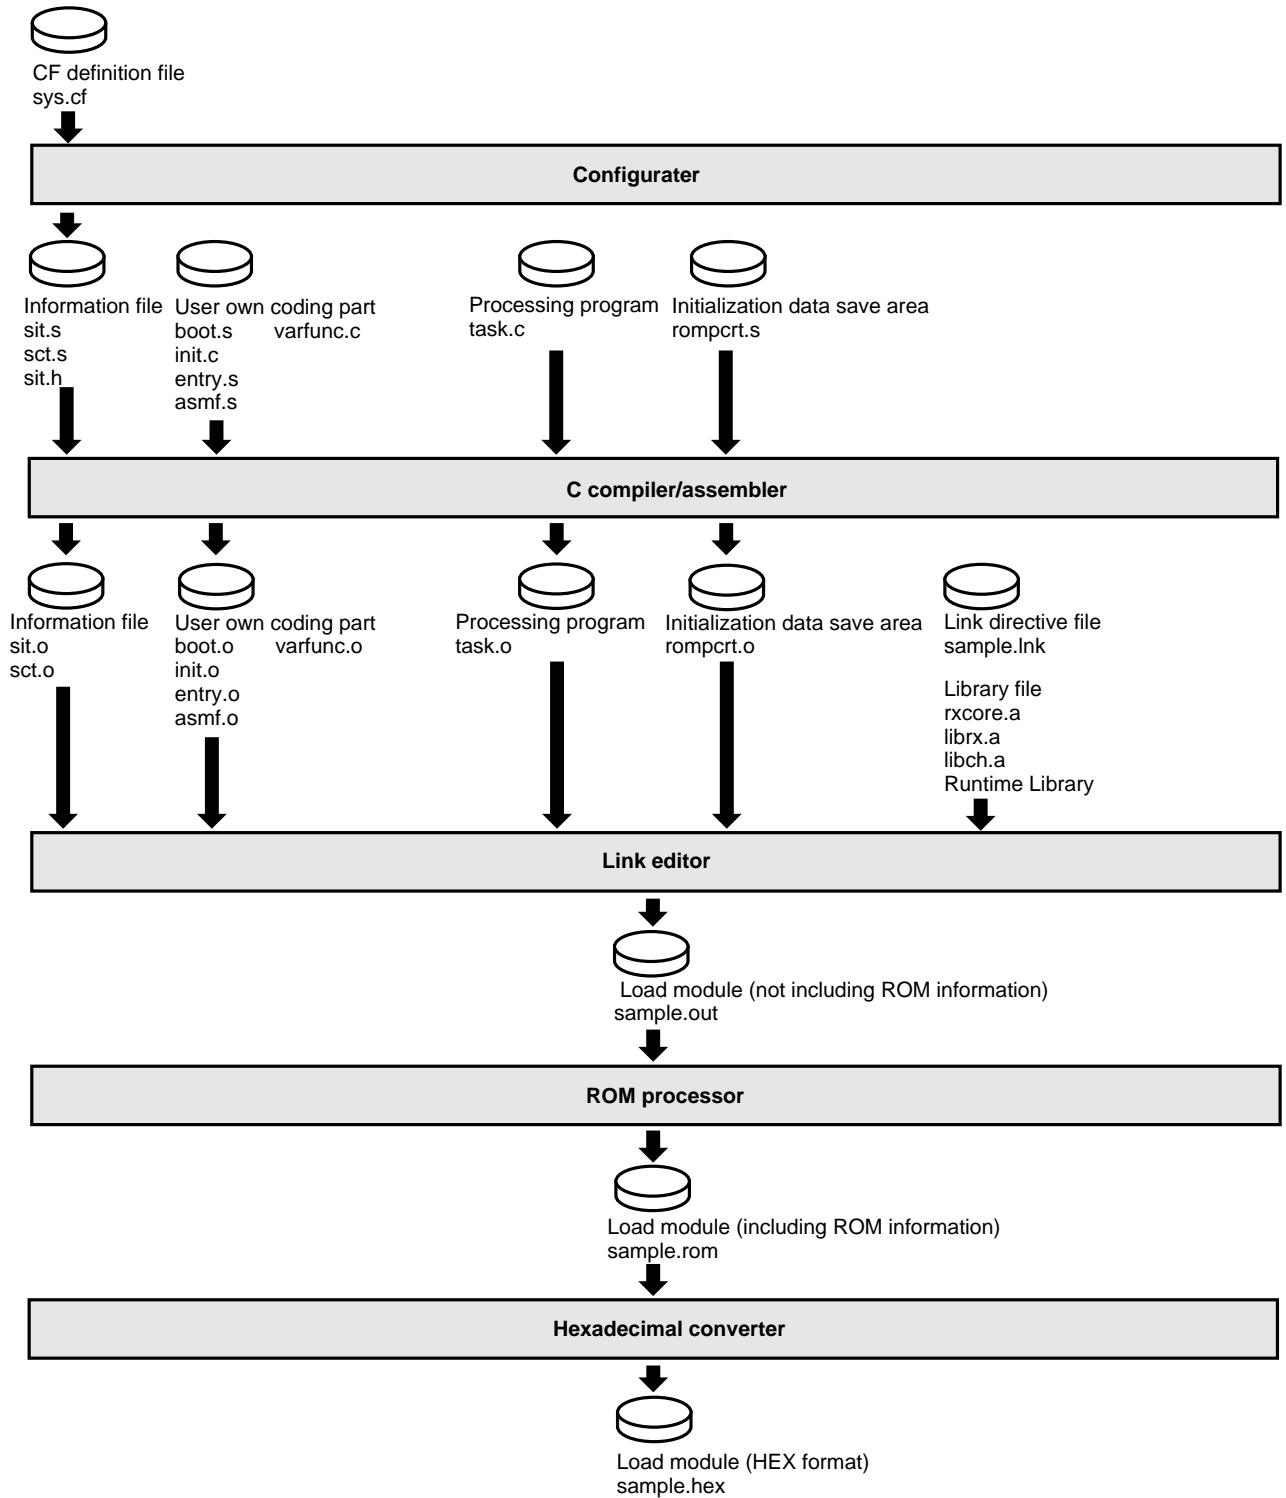 CF definition file
sys.cf
Configurater
Information file
sit.s
sct.s
sit.h
User own coding part
boot.s varfunc.c
init.c
entry.s
asmf.s
Processing program
task.c
Initialization data save area
rompcrt.s
C compiler/assembler
Information file
sit.o
sct.o
User own coding part
boot.o varfunc.o
init.o
entry.o
asmf.o
Processing program
task.o
Initialization data save area
rompcrt.o
Link directive file
sample.lnk
Library file
rxcore.a
librx.a
libch.a
Runtime Library
Link editor
Load module (not including ROM information)
sample.out
ROM processor
Load module (including ROM information)
sample.rom
Hexadecimal converter
Load module (HEX format)
sample.hex